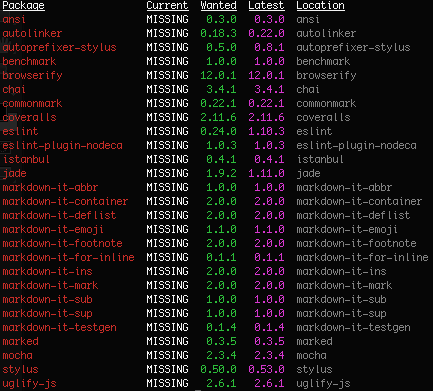 Package Current Wanted Latest Location
ansi MISSING 0.3.0 0.3.0 ansi
autolinker MISSING 0.18.3 0.22.0 autolinker
autoprefixer-stylus MISSING 0.5.0 0.8.1 autoprefixer-stylus
benchmark MISSING 1.0.0 1.0.0 benchmark
browserify MISSING 12.0.1 12.0.1 browserify
chai MISSING 3.4.1 3.4.1 chai
commonmark MISSING 0.22.1 0.22.1 commonmark
coveralls MISSING 2.11.6 2.11.6 coveralls
eslint MISSING 0.24.0 1.10.3 eslint
eslint-plugin-nodeca MISSING 1.0.3 1.0.3 eslint-plugin-nodeca
istanbul MISSING 0.4.1 0.4.1 istanbul
jade MISSING 1.9.2 1.11.0 jade
markdown-it-abbr MISSING 1.0.0 1.0.0 markdown-it-abbr
markdown-it-container MISSING 2.0.0 2.0.0 markdown-it-container
markdown-it-deflist MISSING 2.0.0 2.0.0 markdown-it-deflist
markdown-it-emoji MISSING 1.1.0 1.1.0 markdown-it-emoji
markdown-it-footnote MISSING 2.0.0 2.0.0 markdown-it-footnote
markdown-it-for-inline MISSING 0.1.1 0.1.1 markdown-it-for-inline
markdown-it-ins MISSING 2.0.0 2.0.0 markdown-it-ins
markdown-it-mark MISSING 2.0.0 2.0.0 markdown-it-mark
markdown-it-sub MISSING 1.0.0 1.0.0 markdown-it-sub
markdown-it-sup MISSING 1.0.0 1.0.0 markdown-it-sup
markdown-it-testgen MISSING 0.1.4 0.1.4 markdown-it-testgen
marked MISSING 0.3.5 0.3.5 marked
mocha MISSING 2.3.4 2.3.4 mocha
stylus MISSING 0.50.0 0.53.0 stylus
uglify-js MISSING 2.6.1 2.6.1 uglify-js